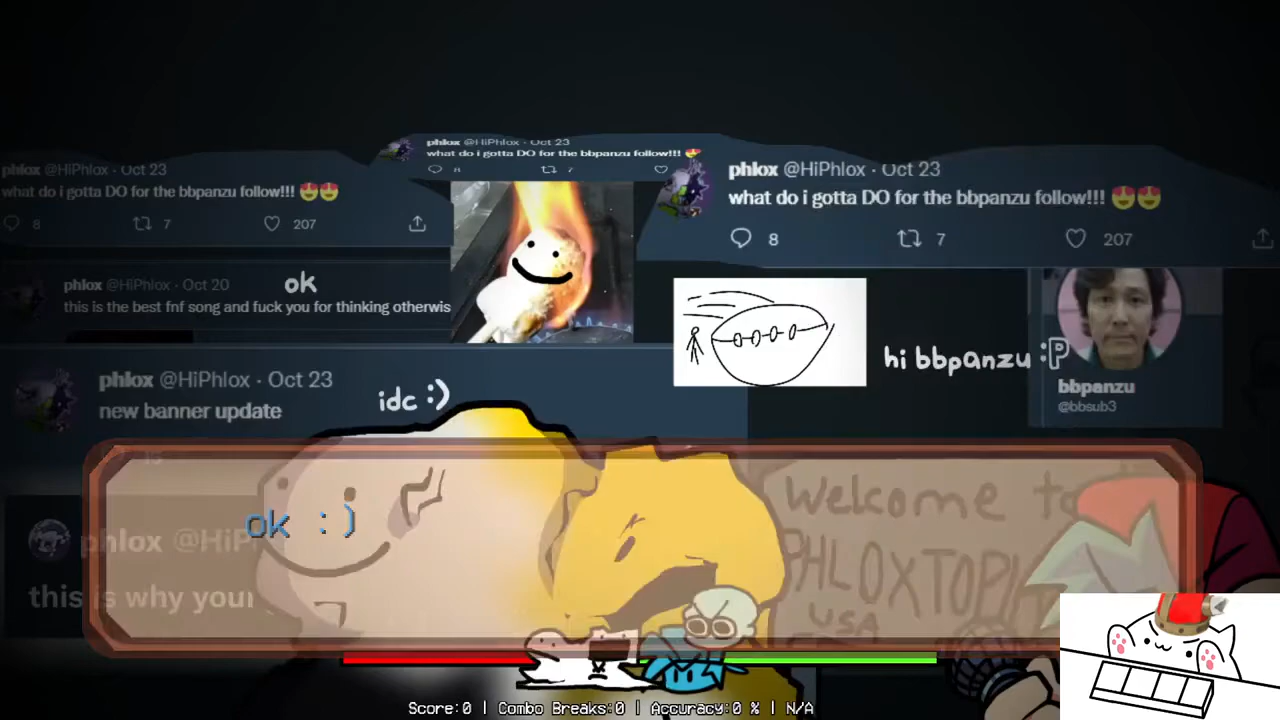 phlox @HiPhlox · Oct 23
what do i gotta DO for the bbpanzu follow!!! 😍😍
8 7 207
phlox @HiPhlox · Oct 23
what do i gotta DO for the bbpanzu follow!!! 😍
8 7
phlox @HiPhlox · Oct 23
what do i gotta DO for the bbpanzu follow!!! 😍😍
8 7 207
phlox @HiPhlox · Oct 20
ok
this is the best fnf song and fuck you for thinking otherwis
hi bbpanzu :P
bbpanzu
@bbsub3
phlox @HiPhlox · Oct 23
new banner update
idc :)
15
ok :)
Welcome to
PHLOXTOPI
USA
phlox @HiP
this is why your
Score:0 | Combo Breaks:0 | Accuracy:0 % | N/A